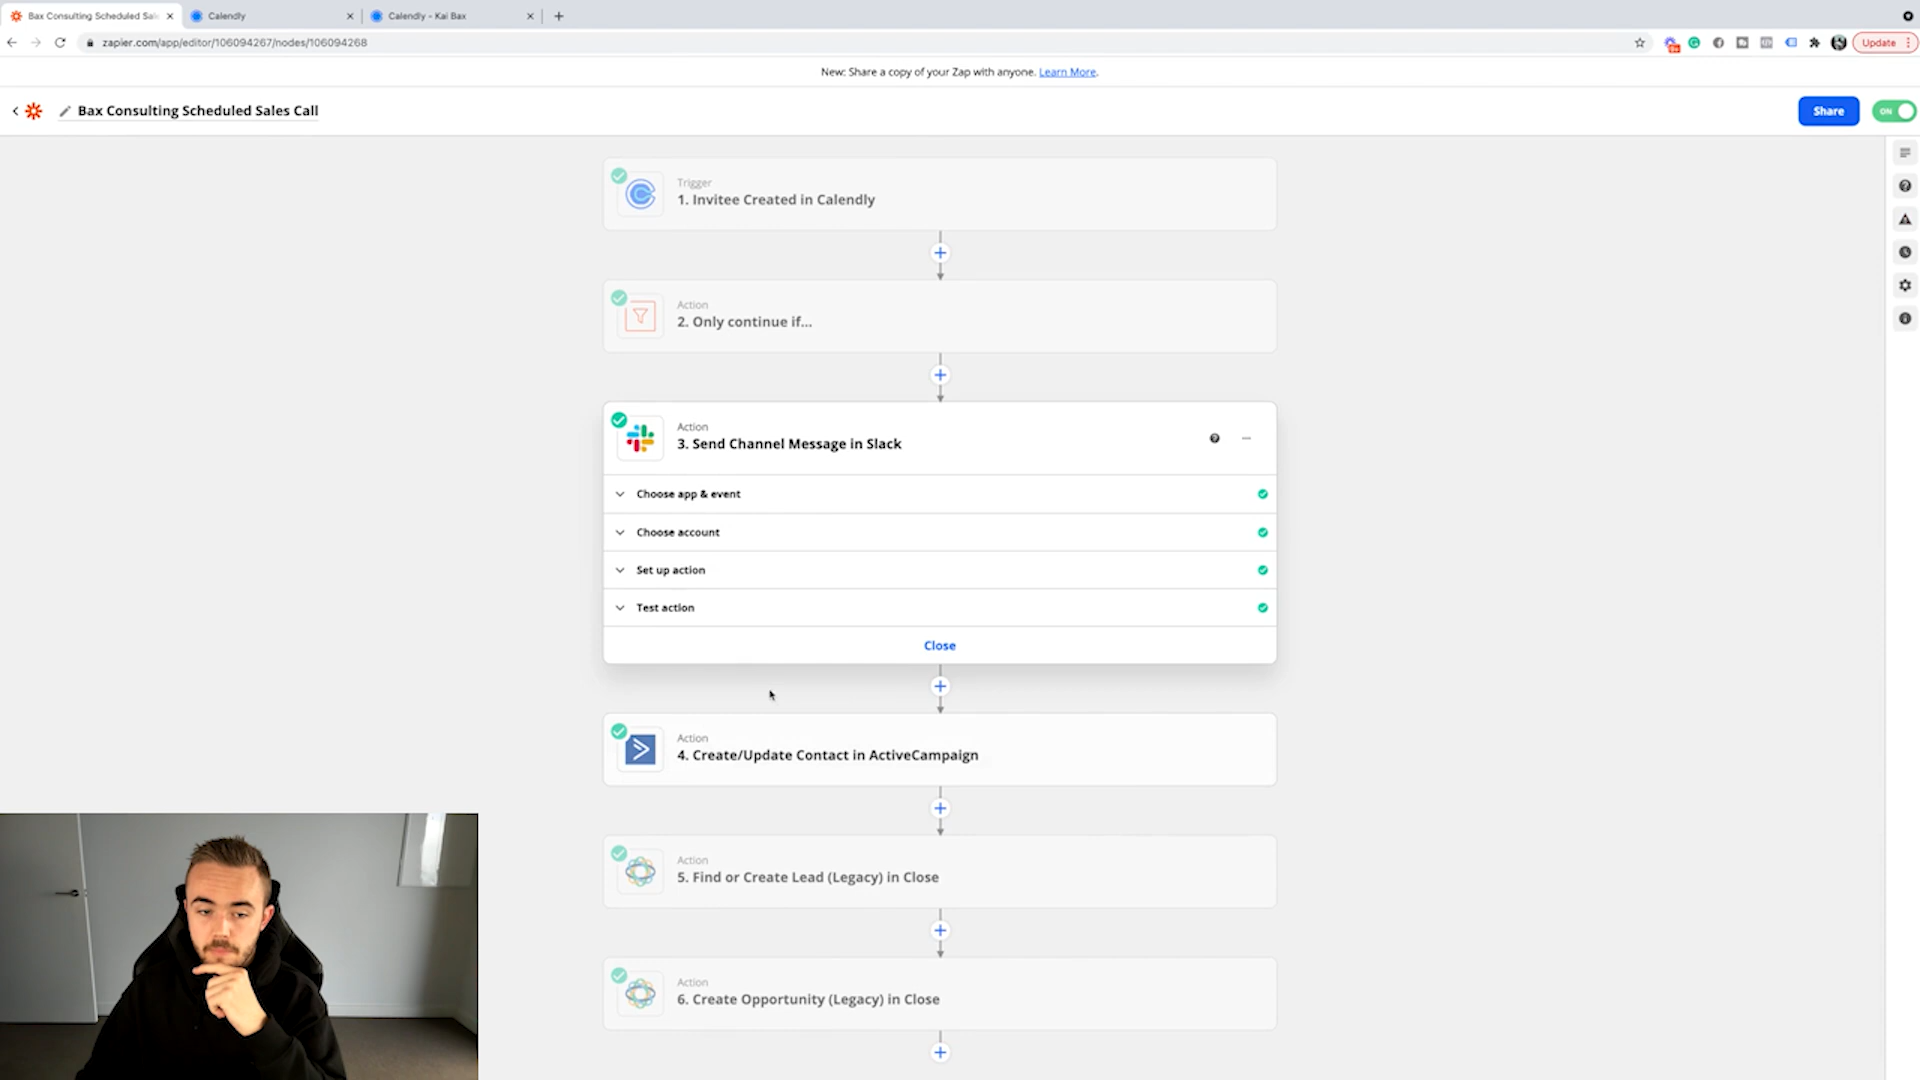 Bax Consulting Scheduled Sal
Calendly
Calendly - Kai Bax
zapier.com/app/editor/106094267/nodes/106094268
Update
New: Share a copy of your Zap with anyone. Learn More.
Bax Consulting Scheduled Sales Call
Share
ON
Trigger
1. Invitee Created in Calendly
Action
2. Only continue if...
Action
3. Send Channel Message in Slack
Choose app & event
Choose account
Set up action
Test action
Close
Action
4. Create/Update Contact in ActiveCampaign
Action
5. Find or Create Lead (Legacy) in Close
Action
6. Create Opportunity (Legacy) in Close